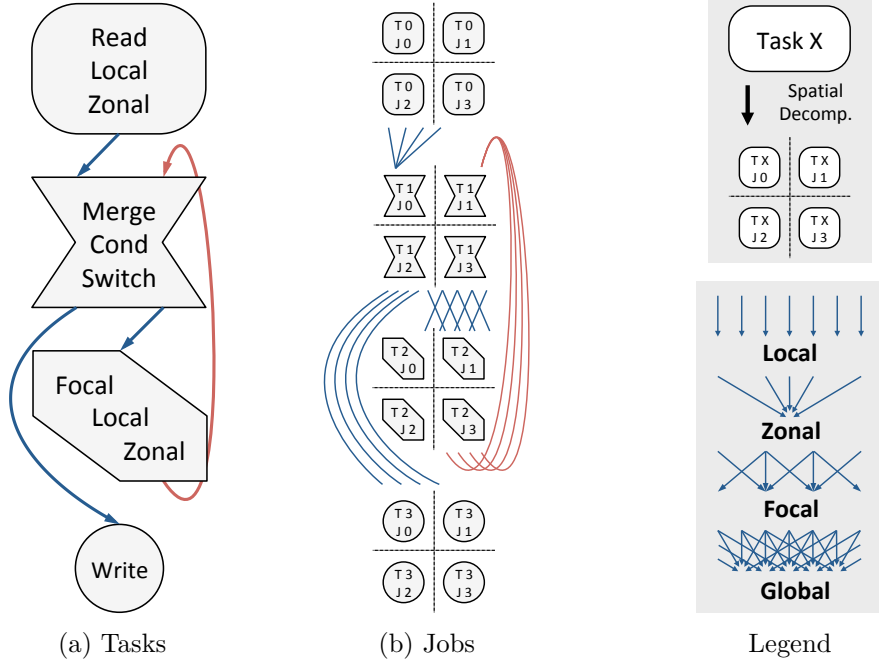 Read
Local
Zonal
Merge
Cond
Switch
Focal
Local
Zonal
Write
(a) Tasks
T 0
J 0
T 0
J 1
T 0
J 2
T 0
J 3
T 1
J 0
T 1
J 1
T 1
J 2
T 1
J 3
T 2
J 0
T 2
J 1
T 2
J 2
T 2
J 3
T 3
J 0
T 3
J 1
T 3
J 2
T 3
J 3
(b) Jobs
Task X
Spatial
Decomp.
T X
J 0
T X
J 1
T X
J 2
T X
J 3
Local
Zonal
Focal
Global
Legend